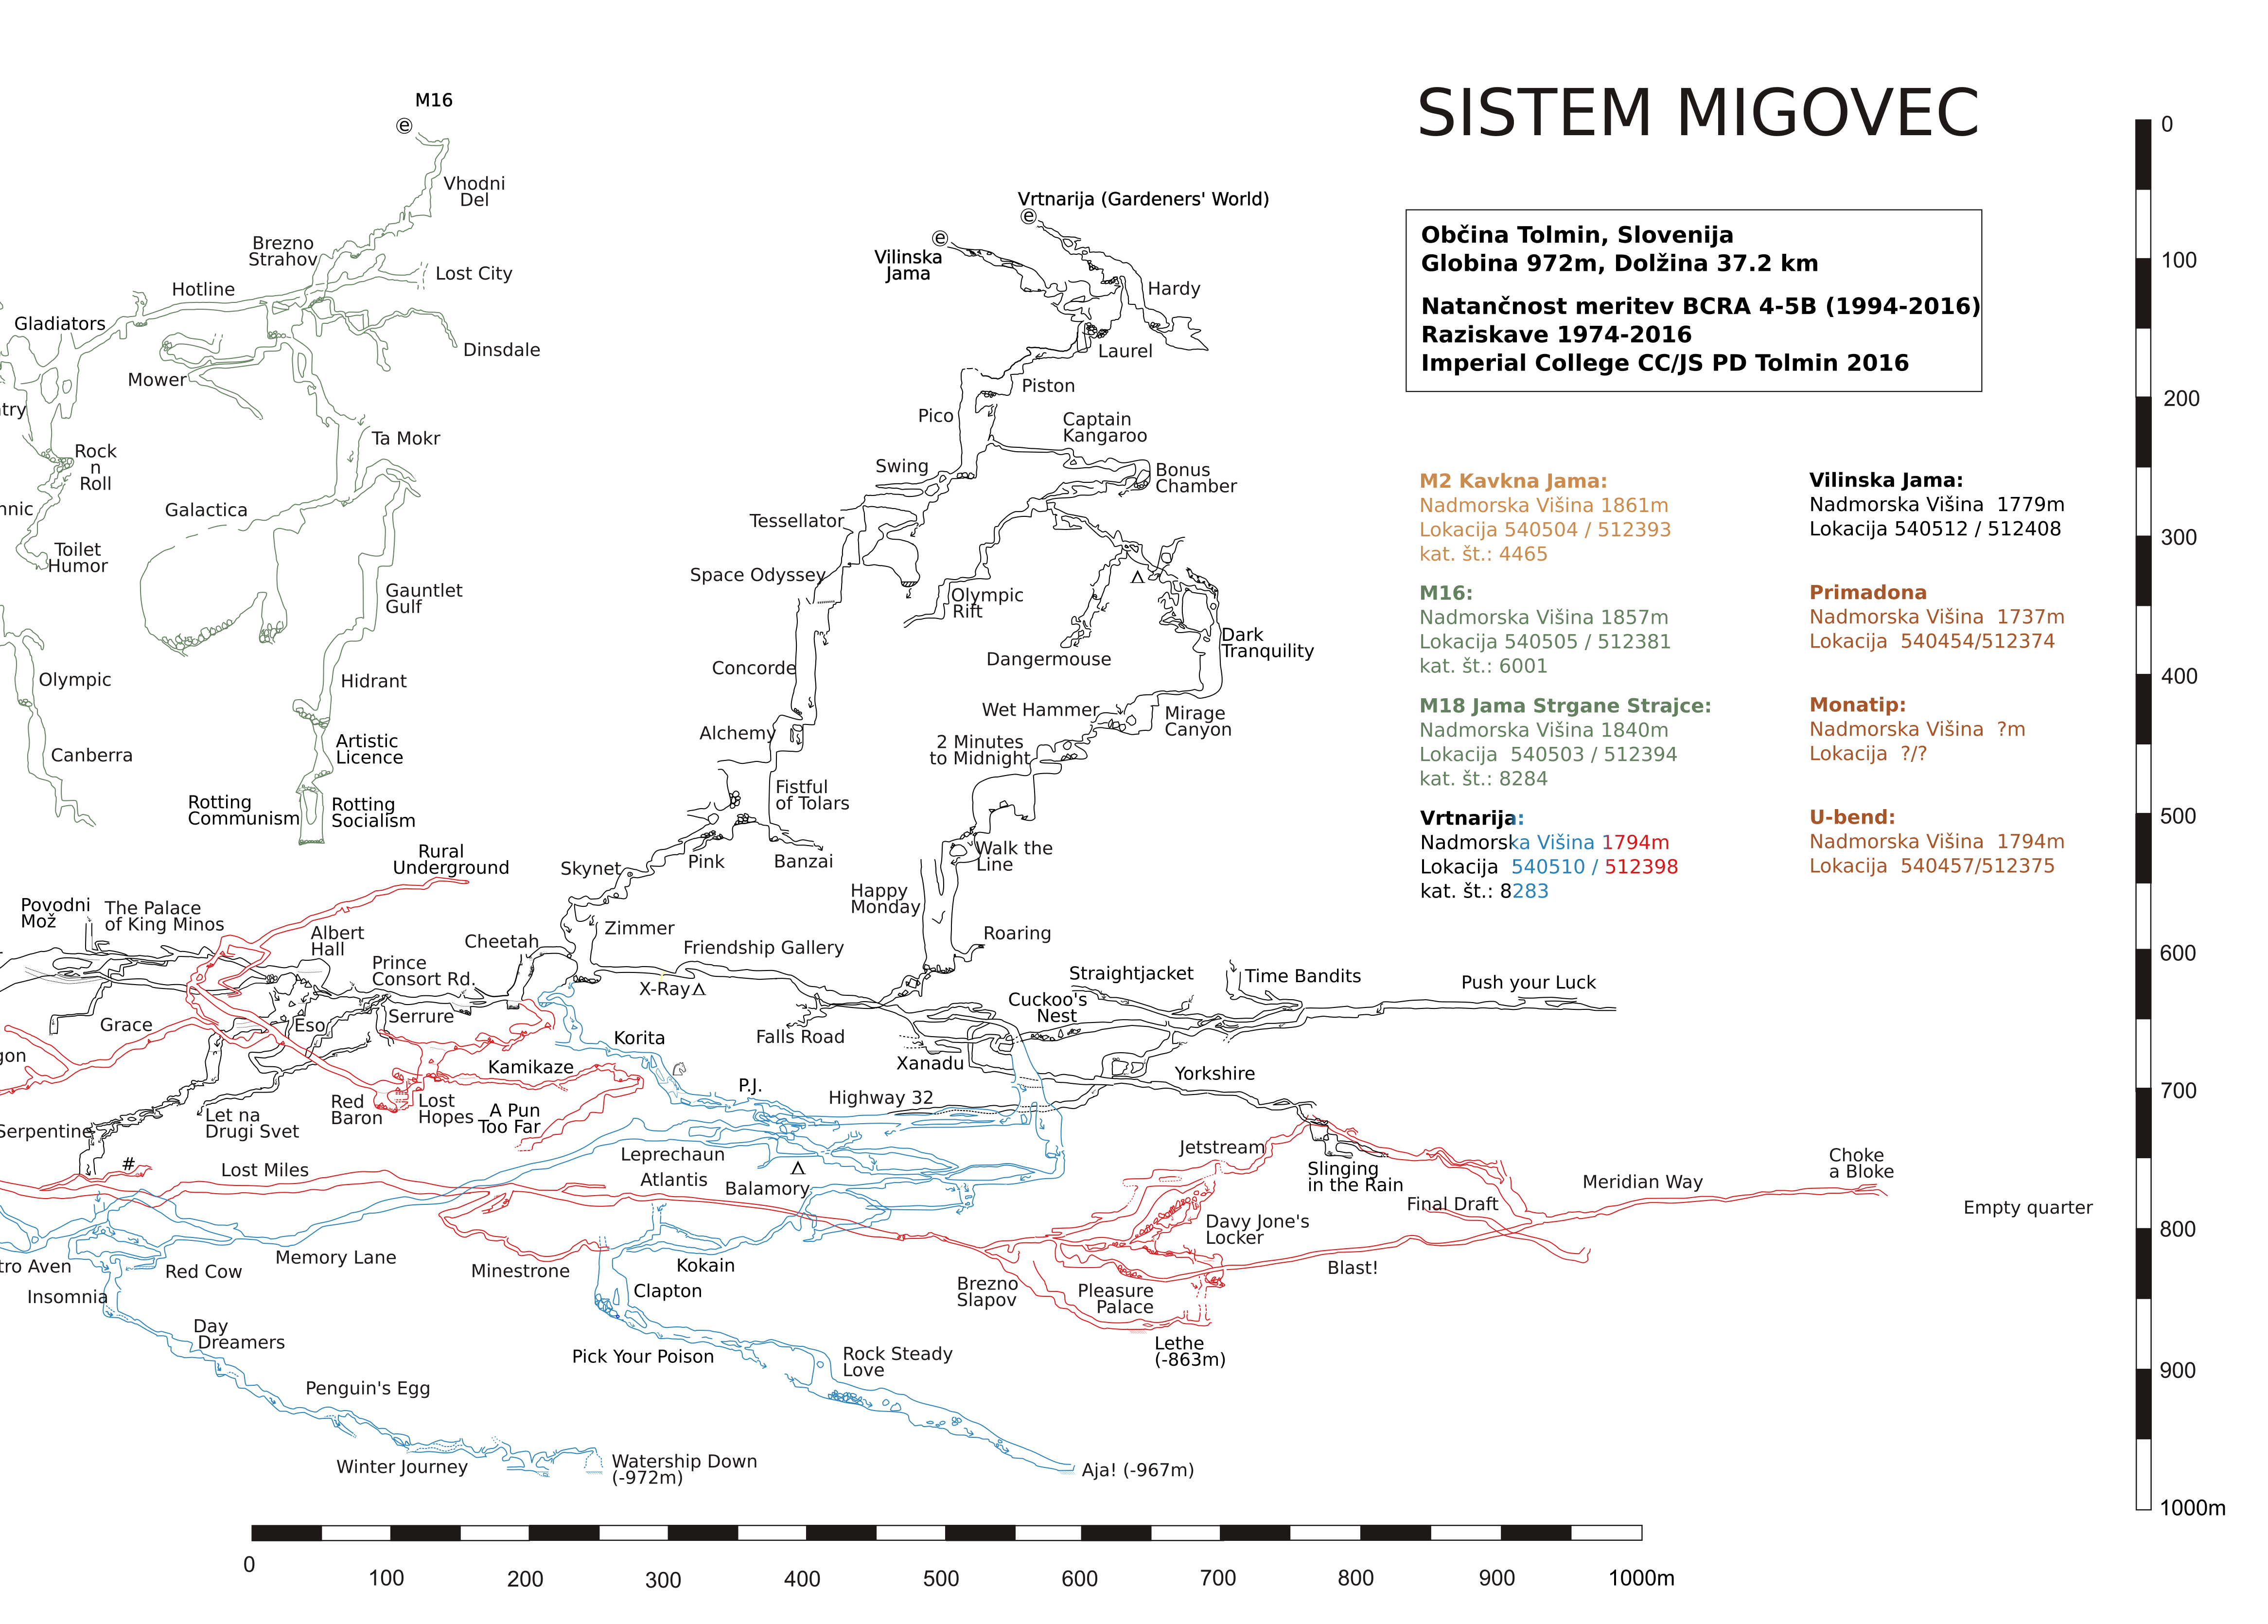 SISTEM MIGOVEC
Občina Tolmin, Slovenija
Globina 972m, Dolžina 37.2 km
Natančnost meritev BCRA 4-5B (1994-2016)
Raziskave 1974-2016
Imperial College CC/JS PD Tolmin 2016
M2 Kavkna Jama:
Nadmorska Višina 1861m
Lokacija 540504 / 512393
kat. št.: 4465
M16:
Nadmorska Višina 1857m
Lokacija 540505 / 512381
kat. št.: 6001
M18 Jama Strgane Strajce:
Nadmorska Višina 1840m
Lokacija 540503 / 512394
kat. št.: 8284
Vrtnarija:
Nadmorska Višina 1794m
Lokacija 540510 / 512398
kat. št.: 8283
Vilinska Jama:
Nadmorska Višina 1779m
Lokacija 540512 / 512408
Primadona
Nadmorska Višina 1737m
Lokacija 540454/512374
Monatip:
Nadmorska Višina ?m
Lokacija ?/?
U-bend:
Nadmorska Višina 1794m
Lokacija 540457/512375
M16
e
Vhodni
Del
Brezno
Strahov
Lost City
Hotline
Gladiators
Dinsdale
Mower
Rock
n
Roll
Ta Mokr
Galactica
Toilet
Humor
Gauntlet
Gulf
Olympic
Hidrant
Canberra
Artistic
Licence
Rotting
Communism
Rotting
Socialism
Vrtnarija (Gardeners' World)
e
e
Vilinska
Jama
Hardy
Laurel
Piston
Pico
Captain
Kangaroo
Swing
Bonus
Chamber
Tessellator
Space Odyssey
Olympic
Rift
Dark
Tranquility
Concorde
Dangermouse
Wet Hammer
Mirage
Canyon
Alchemy
2 Minutes
to Midnight
Fistful
of Tolars
Skynet
Pink
Banzai
Walk the
Line
Happy
Monday
Rural
Underground
Povodni
Mož
The Palace
of King Minos
Albert
Hall
Cheetah
Zimmer
Friendship Gallery
Roaring
Prince
Consort Rd.
X-Ray
Straightjacket
Time Bandits
Push your Luck
Cuckoo's
Nest
Grace
Eso
Serrure
Korita
Falls Road
Xanadu
Kamikaze
Yorkshire
P.J.
Highway 32
Red
Baron
Lost
Hopes
A Pun
Too Far
Let na
Drugi Svet
Serpentine
#
Lost Miles
Leprechaun
Atlantis
Balamory
Jetstream
Slinging
in the Rain
Choke
a Bloke
Meridian Way
Final Draft
Empty quarter
Davy Jone's
Locker
Memory Lane
Red Cow
Minestrone
Kokain
Blast!
Insomnia
Clapton
Brezno
Slapov
Pleasure
Palace
Day
Dreamers
Pick Your Poison
Rock Steady
Love
Lethe
(-863m)
Penguin's Egg
Winter Journey
Watership Down
(-972m)
Aja! (-967m)
0
100
200
300
400
500
600
700
800
900
1000m
0
100
200
300
400
500
600
700
800
900
1000m